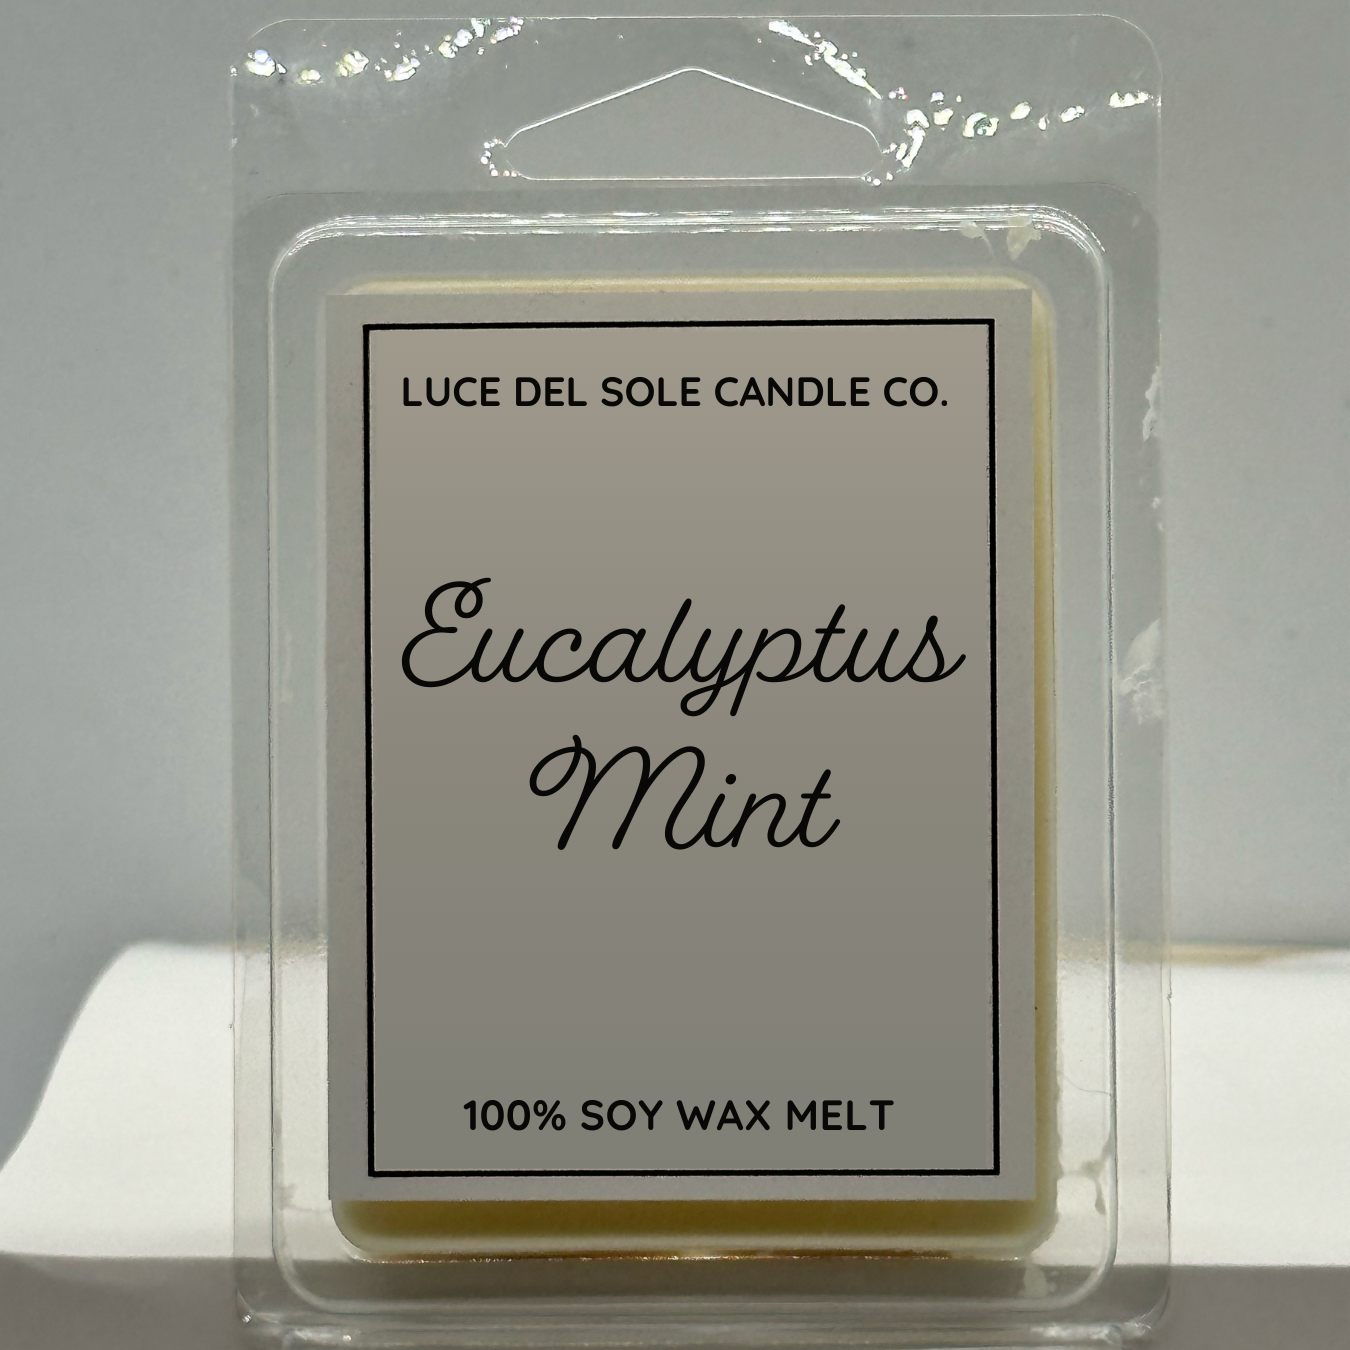 LUCE DEL SOLE CANDLE CO.
Eucalyptus
Mint
100% SOY WAX MELT